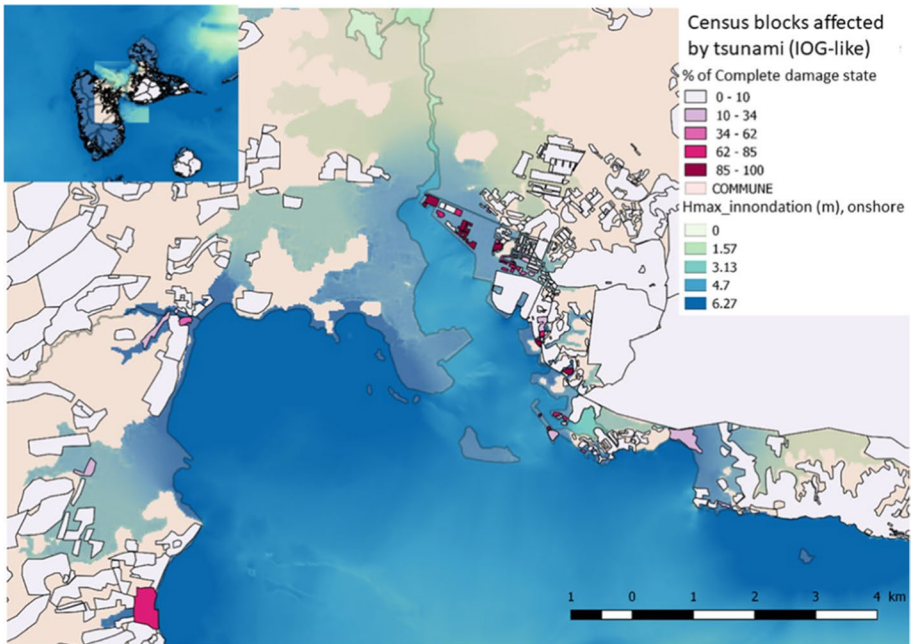 Census blocks affected
by tsunami (IOG-like)
% of Complete damage state
0 - 10
10 - 34
34 - 62
62 - 85
85 - 100
COMMUNE
Hmax_innondation (m), onshore
0
1.57
3.13
4.7
6.27
1 0 1 2 3 4 km